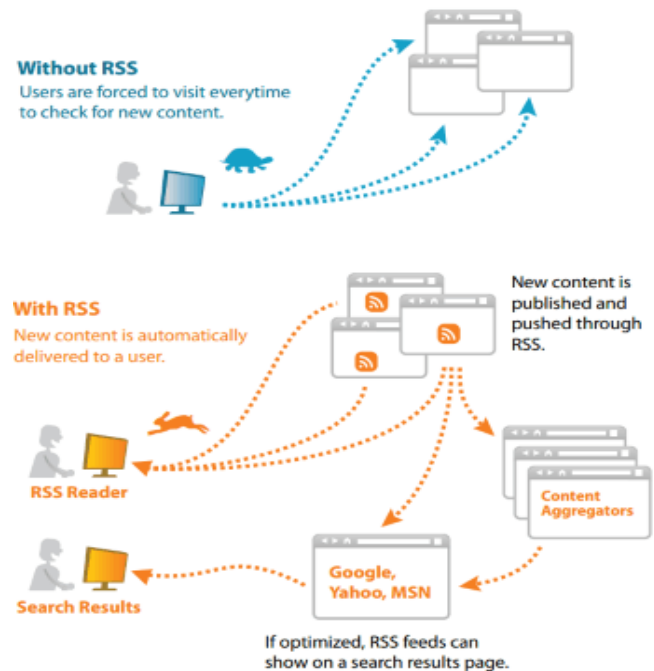 Without RSS
Users are forced to visit everytime
to check for new content.
With RSS
New content is automatically
delivered to a user.
New content is
published and
pushed through
RSS.
RSS Reader
Content
Aggregators
Google,
Yahoo, MSN
Search Results
If optimized, RSS feeds can
show on a search results page.